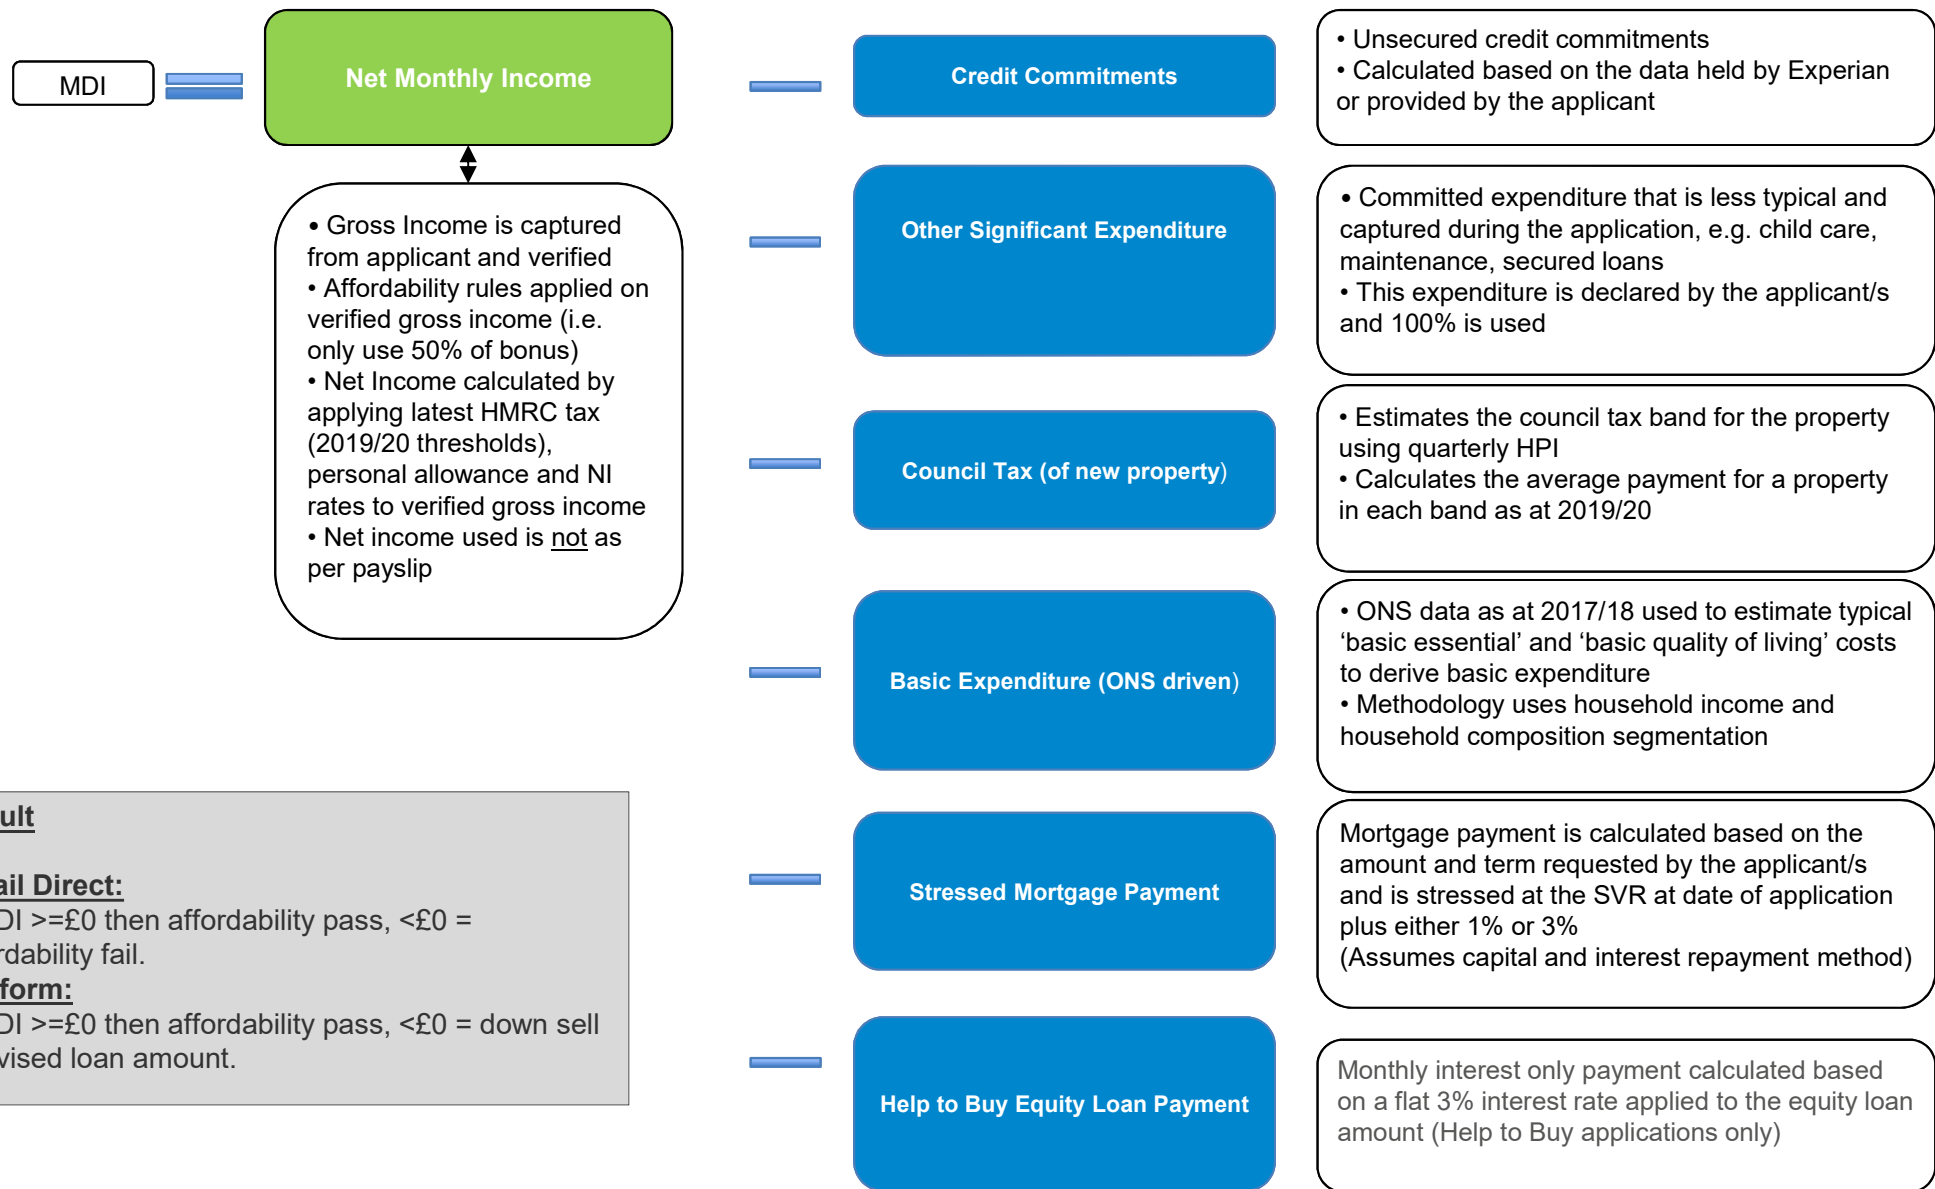 MDI
Net Monthly Income
• Gross Income is captured
from applicant and verified
• Affordability rules applied on
verified gross income (i.e.
only use 50% of bonus)
• Net Income calculated by
applying latest HMRC tax
(2019/20 thresholds),
personal allowance and NI
rates to verified gross income
• Net income used is not as
per payslip
Credit Commitments
• Unsecured credit commitments
• Calculated based on the data held by Experian
or provided by the applicant
Other Significant Expenditure
• Committed expenditure that is less typical and
captured during the application, e.g. child care,
maintenance, secured loans
• This expenditure is declared by the applicant/s
and 100% is used
Council Tax (of new property)
• Estimates the council tax band for the property
using quarterly HPI
• Calculates the average payment for a property
in each band as at 2019/20
Basic Expenditure (ONS driven)
• ONS data as at 2017/18 used to estimate typical
‘basic essential’ and ‘basic quality of living’ costs
to derive basic expenditure
• Methodology uses household income and
household composition segmentation
Stressed Mortgage Payment
Mortgage payment is calculated based on the
amount and term requested by the applicant/s
and is stressed at the SVR at date of application
plus either 1% or 3%
(Assumes capital and interest repayment method)
Help to Buy Equity Loan Payment
Monthly interest only payment calculated based
on a flat 3% interest rate applied to the equity loan
amount (Help to Buy applications only)
ult
ail Direct:
DI >=£0 then affordability pass, <£0 =
rdability fail.
form:
DI >=£0 then affordability pass, <£0 = down sell
vised loan amount.